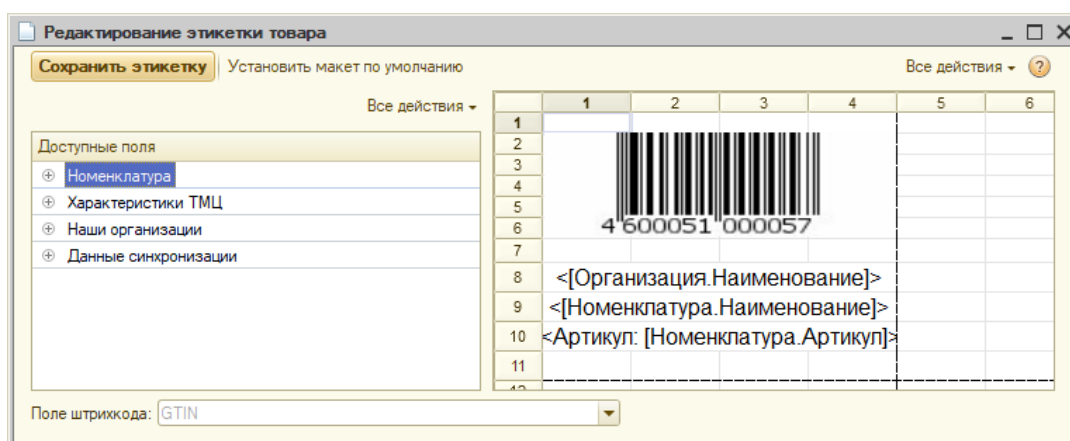 Редактирование этикетки товара
Сохранить этикетку Установить макет по умолчанию Все действия
Все действия
Доступные поля
Номенклатура
Характеристики ТМЦ
Наши организации
Данные синхронизации
1 2 3 4 5 6
1
2
3
4
5
6 4 600051 000057
7
8 <[Организация.Наименование]>
9 <[Номенклатура.Наименование]>
10 <Артикул: [Номенклатура.Артикул]>
11
12
Поле штрихкода: GTIN